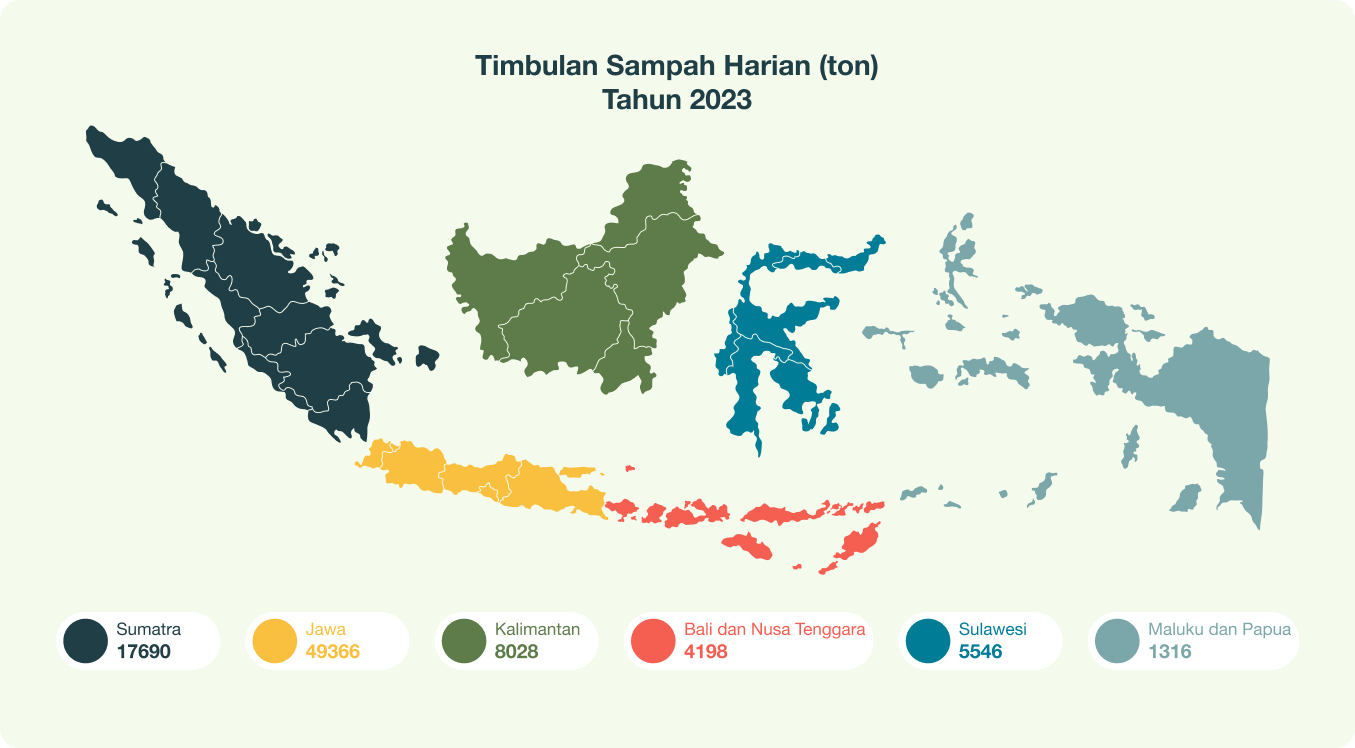 Timbulan Sampah Harian (ton)
Tahun 2023
Sumatra
17690
Jawa
49366
Kalimantan
8028
Bali dan Nusa Tenggara
4198
Sulawesi
5546
Maluku dan Papua
1316